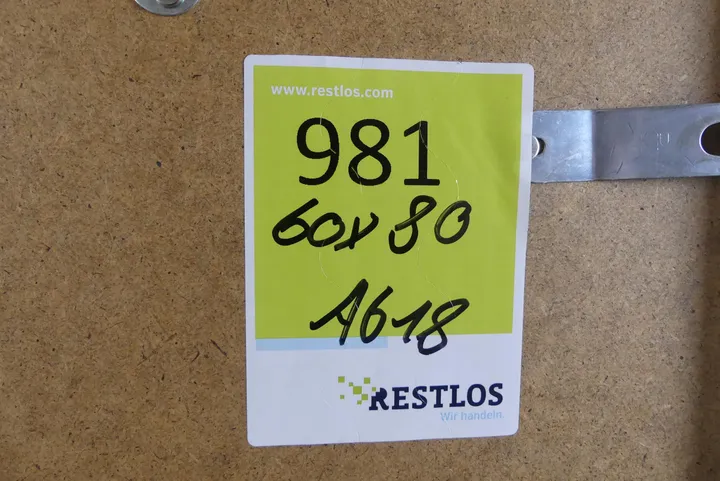 www.restlos.com
981
60x80
A618
RESTLOS
Wir handeln.